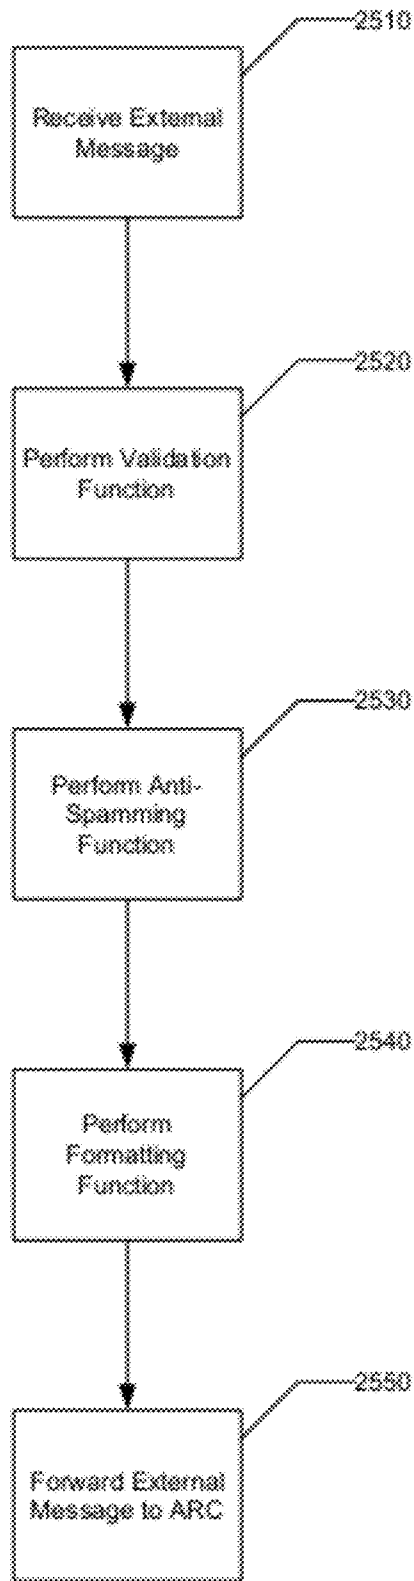 2510
Receive External
Message
2520
Perform Validation
Function
2530
Perform Anti-
Spamming
Function
2540
Perform
Formatting
Function
2550
Forward External
Message to ARC